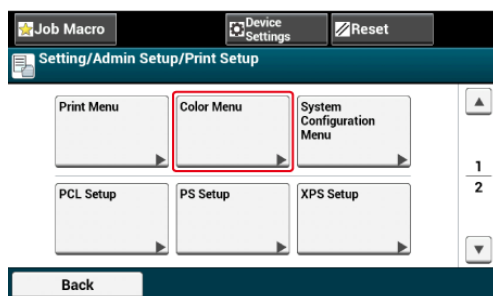 Job Macro
Device
Settings
Reset
Setting/Admin Setup/Print Setup
Print Menu
Color Menu
System
Configuration
Menu
1
2
PCL Setup
PS Setup
XPS Setup
Back